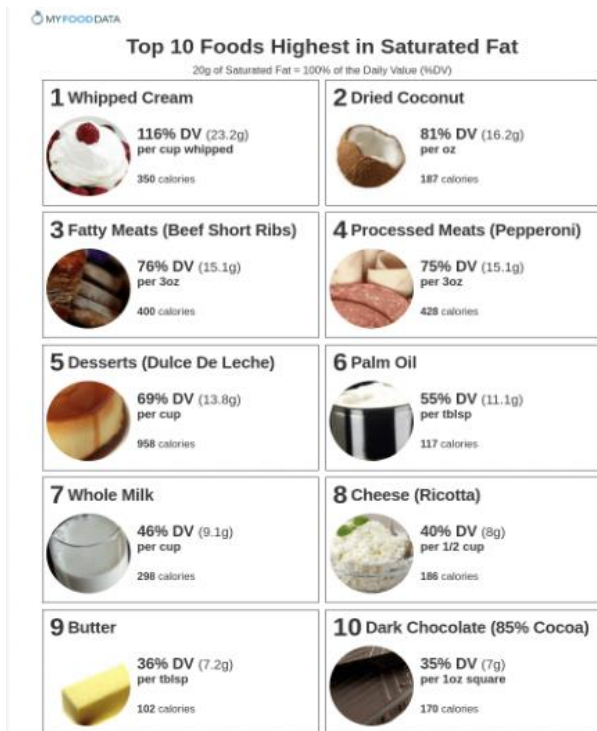 MYFOODDATA
Top 10 Foods Highest in Saturated Fat
20g of Saturated Fat = 100% of the Daily Value (%DV)
1 Whipped Cream
116% DV (23.2g)
per cup whipped
350 calories
2 Dried Coconut
81% DV (16.2g)
per oz
187 calories
3 Fatty Meats (Beef Short Ribs)
76% DV (15.1g)
per 3oz
400 calories
4 Processed Meats (Pepperoni)
75% DV (15.1g)
per 3oz
428 calories
5 Desserts (Dulce De Leche)
69% DV (13.8g)
per cup
958 calories
6 Palm Oil
55% DV (11.1g)
per tblsp
117 calories
7 Whole Milk
46% DV (9.1g)
per cup
298 calories
8 Cheese (Ricotta)
40% DV (8g)
per 1/2 cup
186 calories
9 Butter
36% DV (7.2g)
per tblsp
102 calories
10 Dark Chocolate (85% Cocoa)
35% DV (7g)
per 1oz square
170 calories